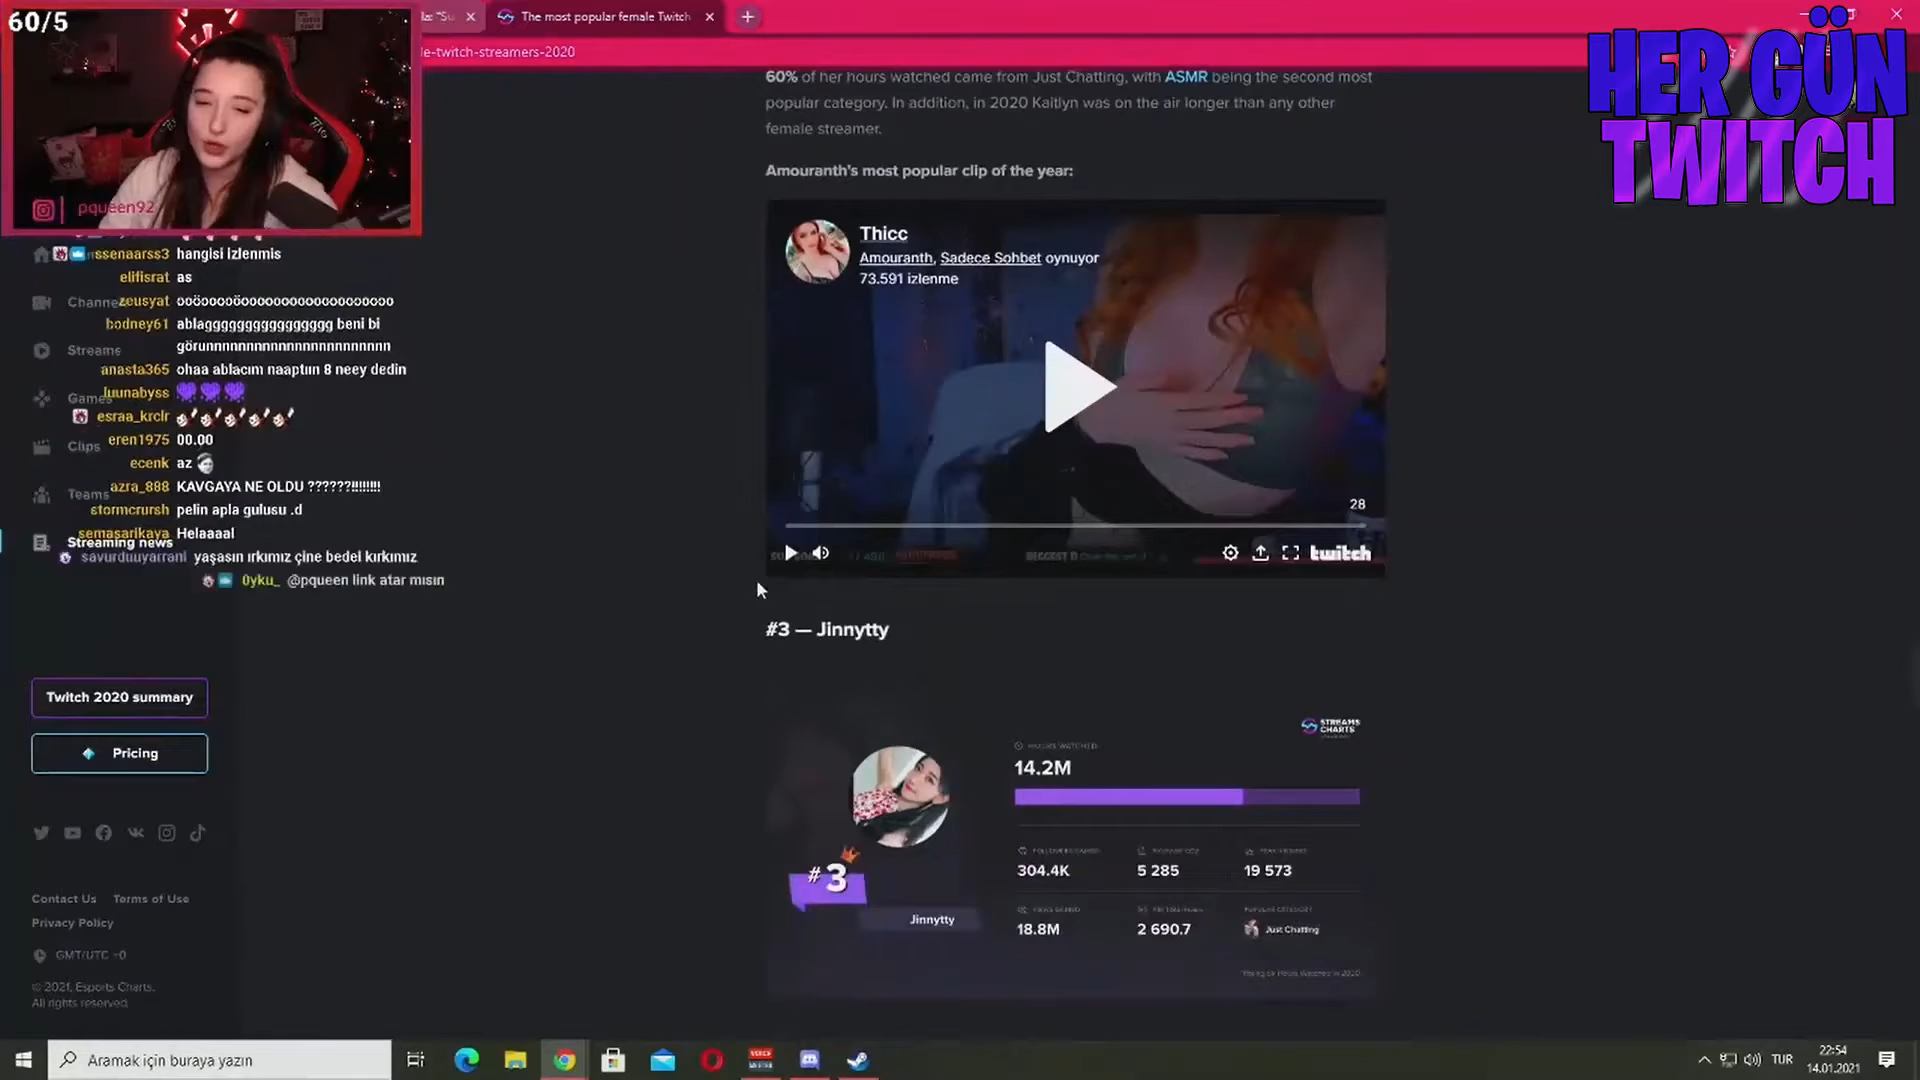 60/5
The most popular female Twitch
le-twitch-streamers-2020
HER GÜN
TWITCH
pqueen92
60% of her hours watched came from Just Chatting, with ASMR being the second most
popular category. In addition, in 2020 Kaitlyn was on the air longer than any other
female streamer.
Amouranth's most popular clip of the year:
Thicc
Amouranth, Sadece Sohbet oynuyor
73.591 izlenme
28
twitch
ssenaarss3 hangisi izlenmis
elifisrat as
zeusyat ooöooooöooooooooooooooooooo
bodney61 ablagggggggggggggggg beni bi
görunnnnnnnnnnnnnnnnnnnnnnnn
anasta365 ohaa ablacım naaptıın 8 neey dedin
luunabyss
esraa_krclr
eren1975 00.00
ecenk az
azra_888 KAVGAYA NE OLDU ??????!!!!!!!!
stormcrursh pelin apla gulusu .d
semasarikaya Helaaaal
savurduuyarrani yaşasın ırkımız çine bedel kırkımız
0yku_ @pqueen link atar mısın
Streams
Games
Clips
Teams
Streaming news
Twitch 2020 summary
Pricing
Contact Us Terms of Use
Privacy Policy
GMT/UTC +0
© 2021, Esports Charts.
All rights reserved.
#3 — Jinnytty
STREAMS
CHARTS
HOURS WATCHED
14.2M
304.4K 5 285 19 573
18.8M 2 690.7 Just Chatting
#3
Jinnytty
Aramak için buraya yazın
TUR
22:54
14.01.2021